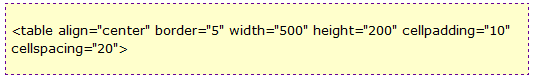 <table align="center" border="5" width="500" height="200" cellpadding="10"
cellspacing="20">